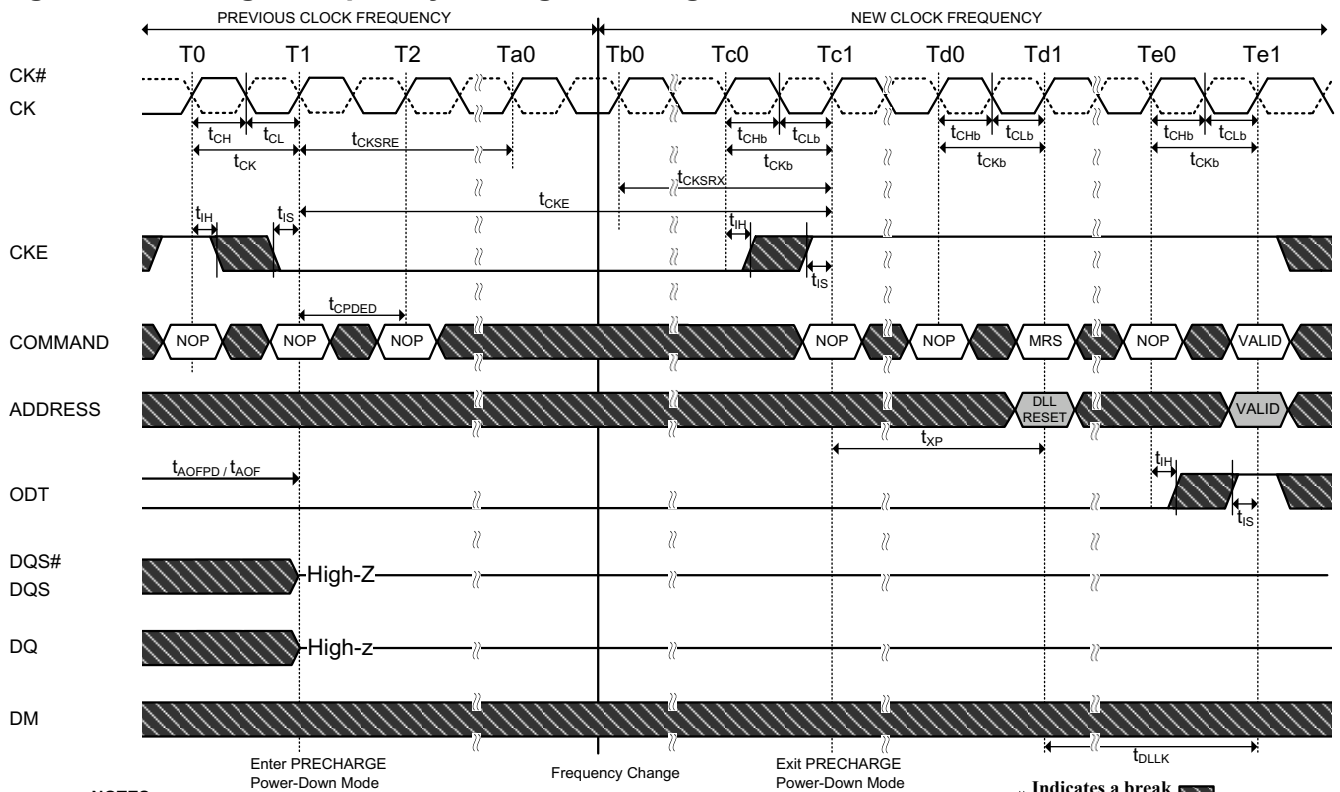 PREVIOUS CLOCK FREQUENCY NEW CLOCK FREQUENCY
T0 T1 T2 Ta0 Tb0 Tc0 Tc1 Td0 Td1 Te0 Te1
CK#
CK
tCH tCL tCHb tCLb tCHb tCLb tCHb tCLb
tCK tCKSRE tCKb tCKb tCKb
tCKSRX
tCKE
tIH tIS tIH
CKE
tIS
tCPDED
COMMAND NOP NOP NOP NOP NOP MRS NOP VALID
ADDRESS DLL RESET VALID
tXP
tAOFPD / tAOF tIH
ODT
tIS
DQS#
DQS
High-Z
DQ High-z
DM
tDLLK
Enter PRECHARGE
Power-Down Mode
Frequency Change
Exit PRECHARGE
Power-Down Mode
Indicates a break